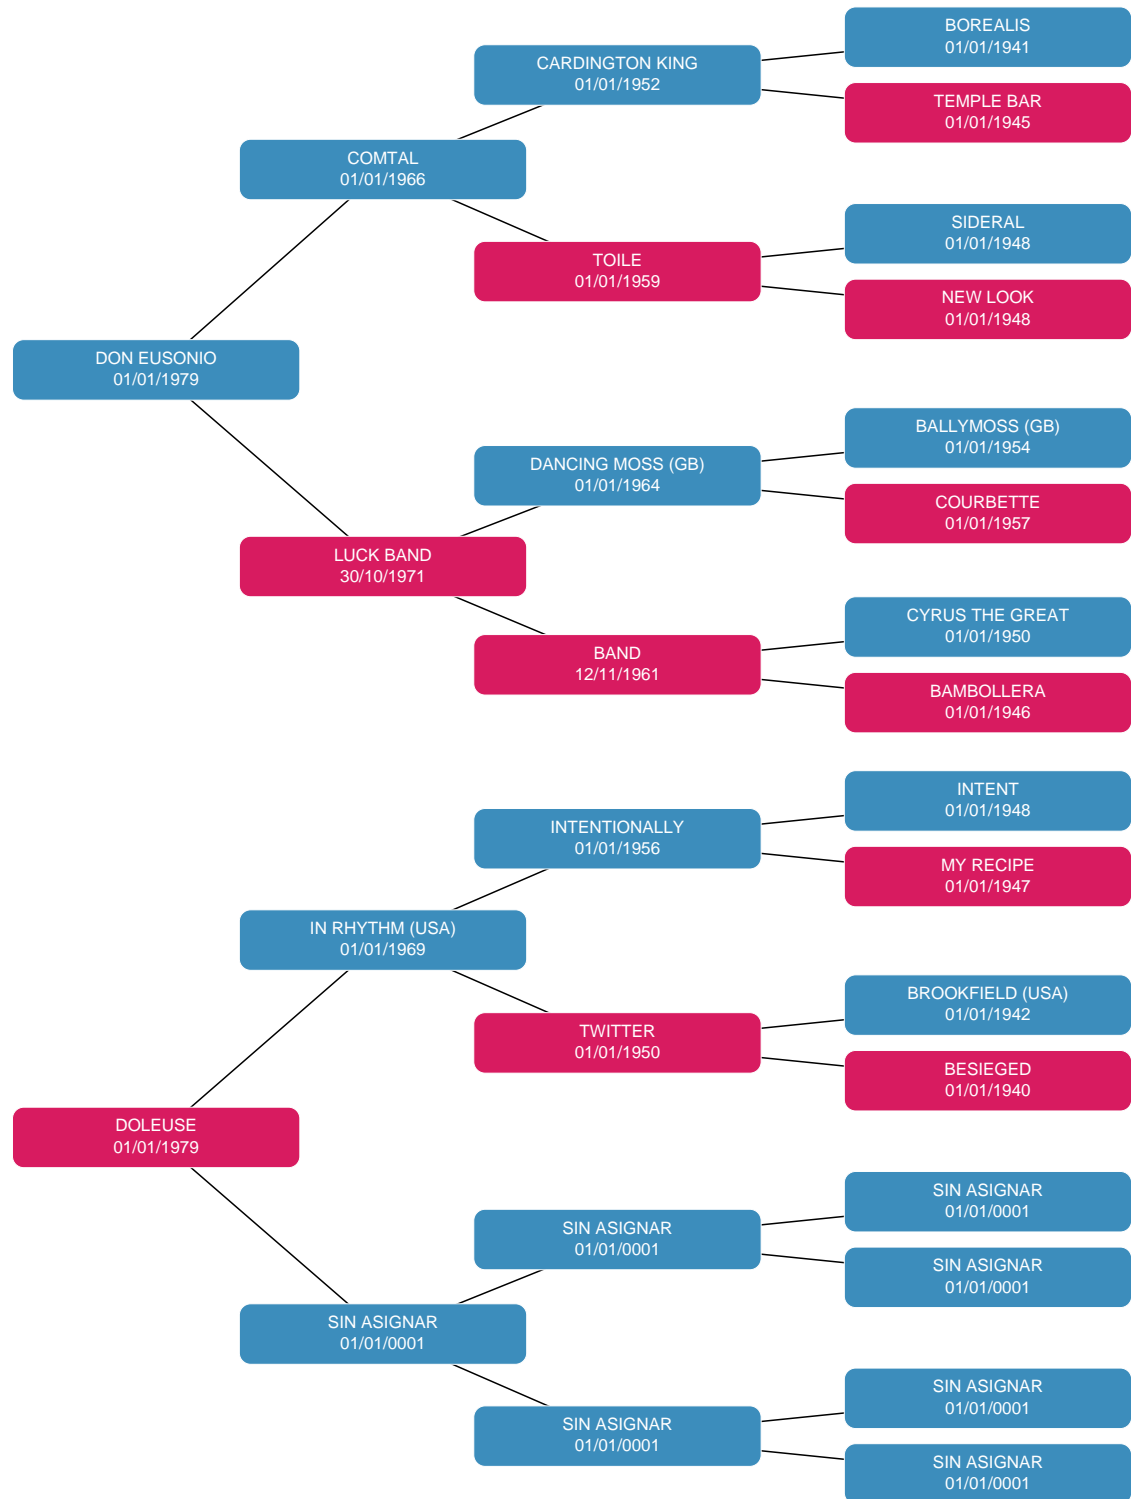 BOREALIS
01/01/1941
CARDINGTON KING
01/01/1952
TEMPLE BAR
01/01/1945
COMTAL
01/01/1966
SIDERAL
01/01/1948
TOILE
01/01/1959
NEW LOOK
01/01/1948
DON EUSONIO
01/01/1979
BALLYMOSS (GB)
01/01/1954
DANCING MOSS (GB)
01/01/1964
COURBETTE
01/01/1957
LUCK BAND
30/10/1971
CYRUS THE GREAT
01/01/1950
BAND
12/11/1961
BAMBOLLERA
01/01/1946
INTENT
01/01/1948
INTENTIONALLY
01/01/1956
MY RECIPE
01/01/1947
IN RHYTHM (USA)
01/01/1969
BROOKFIELD (USA)
01/01/1942
TWITTER
01/01/1950
BESIEGED
01/01/1940
DOLEUSE
01/01/1979
SIN ASIGNAR
01/01/0001
SIN ASIGNAR
01/01/0001
SIN ASIGNAR
01/01/0001
SIN ASIGNAR
01/01/0001
SIN ASIGNAR
01/01/0001
SIN ASIGNAR
01/01/0001
SIN ASIGNAR
01/01/0001